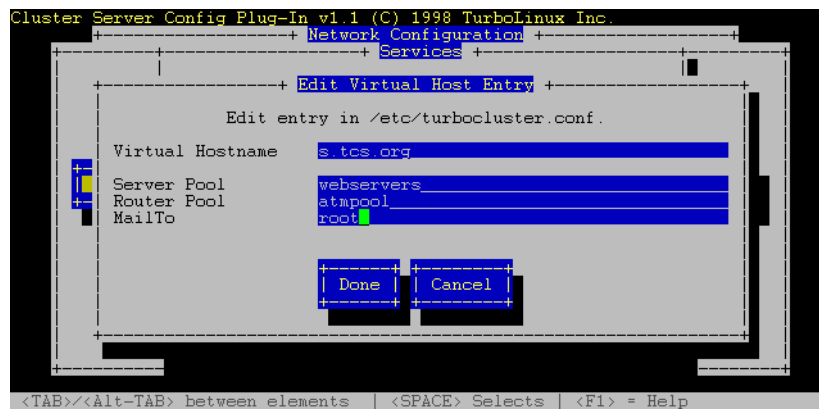 Cluster Server Config Plug-In v1.1 (C) 1998 TurboLinux Inc.
Network Configuration
Services
Edit Virtual Host Entry
Edit entry in /etc/turbocluster.conf.
Virtual Hostname s.tcs.org
Server Pool webservers
Router Pool atmpool
MailTo root
Done Cancel
<TAB>/<Alt-TAB> between elements | <SPACE> Selects | <F1> = Help